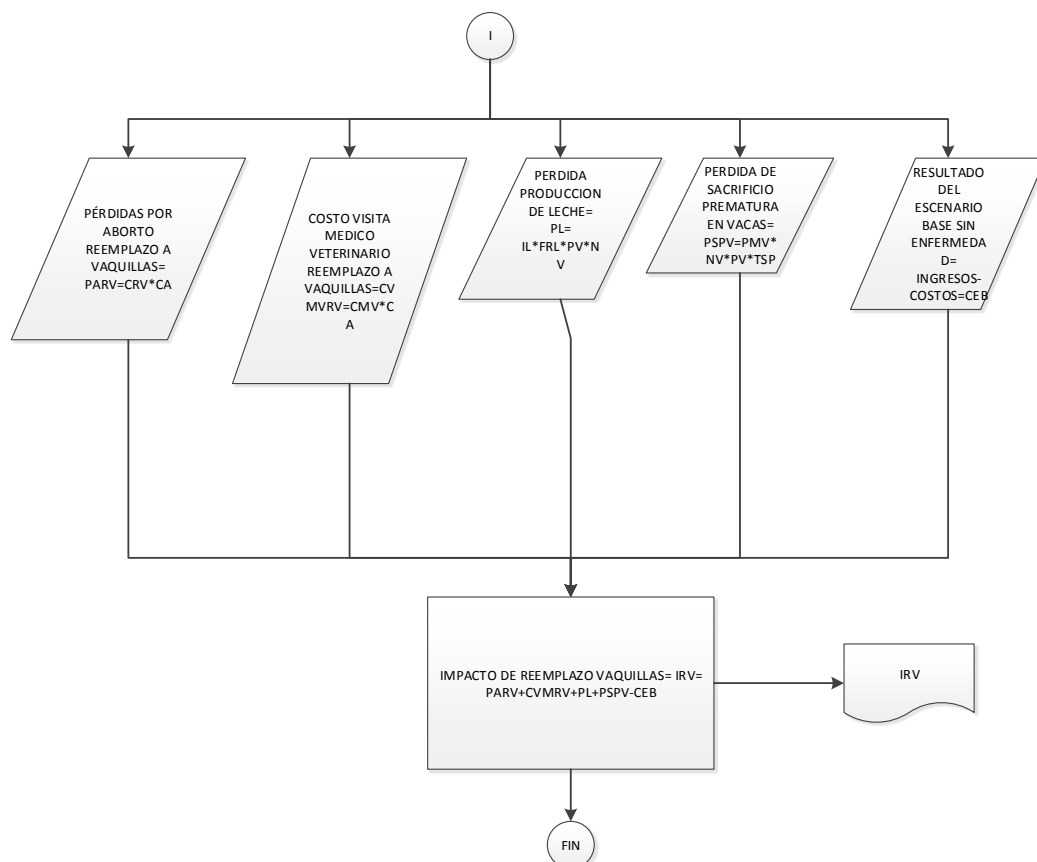 I
PÉRDIDAS POR
ABORTO
REEMPLAZO A
VAQUILLAS=
PARV=CRV*CA
COSTO VISITA
MEDICO
VETERINARIO
REEMPLAZO A
VAQUILLAS=CV
MVRV=CMV*C
A
PERDIDA
PRODUCCION
DE LECHE=
PL=
IL*FRL*PV*N
V
PERDIDA DE
SACRIFICIO
PREMATURA
EN VACAS=
PSPV=PMV*
NV*PV*TSP
RESULTADO
DEL
ESCENARIO
BASE SIN
ENFERMEDA
D=
INGRESOS-
COSTOS=CEB
IMPACTO DE REEMPLAZO VAQUILLAS= IRV=
PARV+CVMRV+PL+PSPV-CEB
IRV
FIN